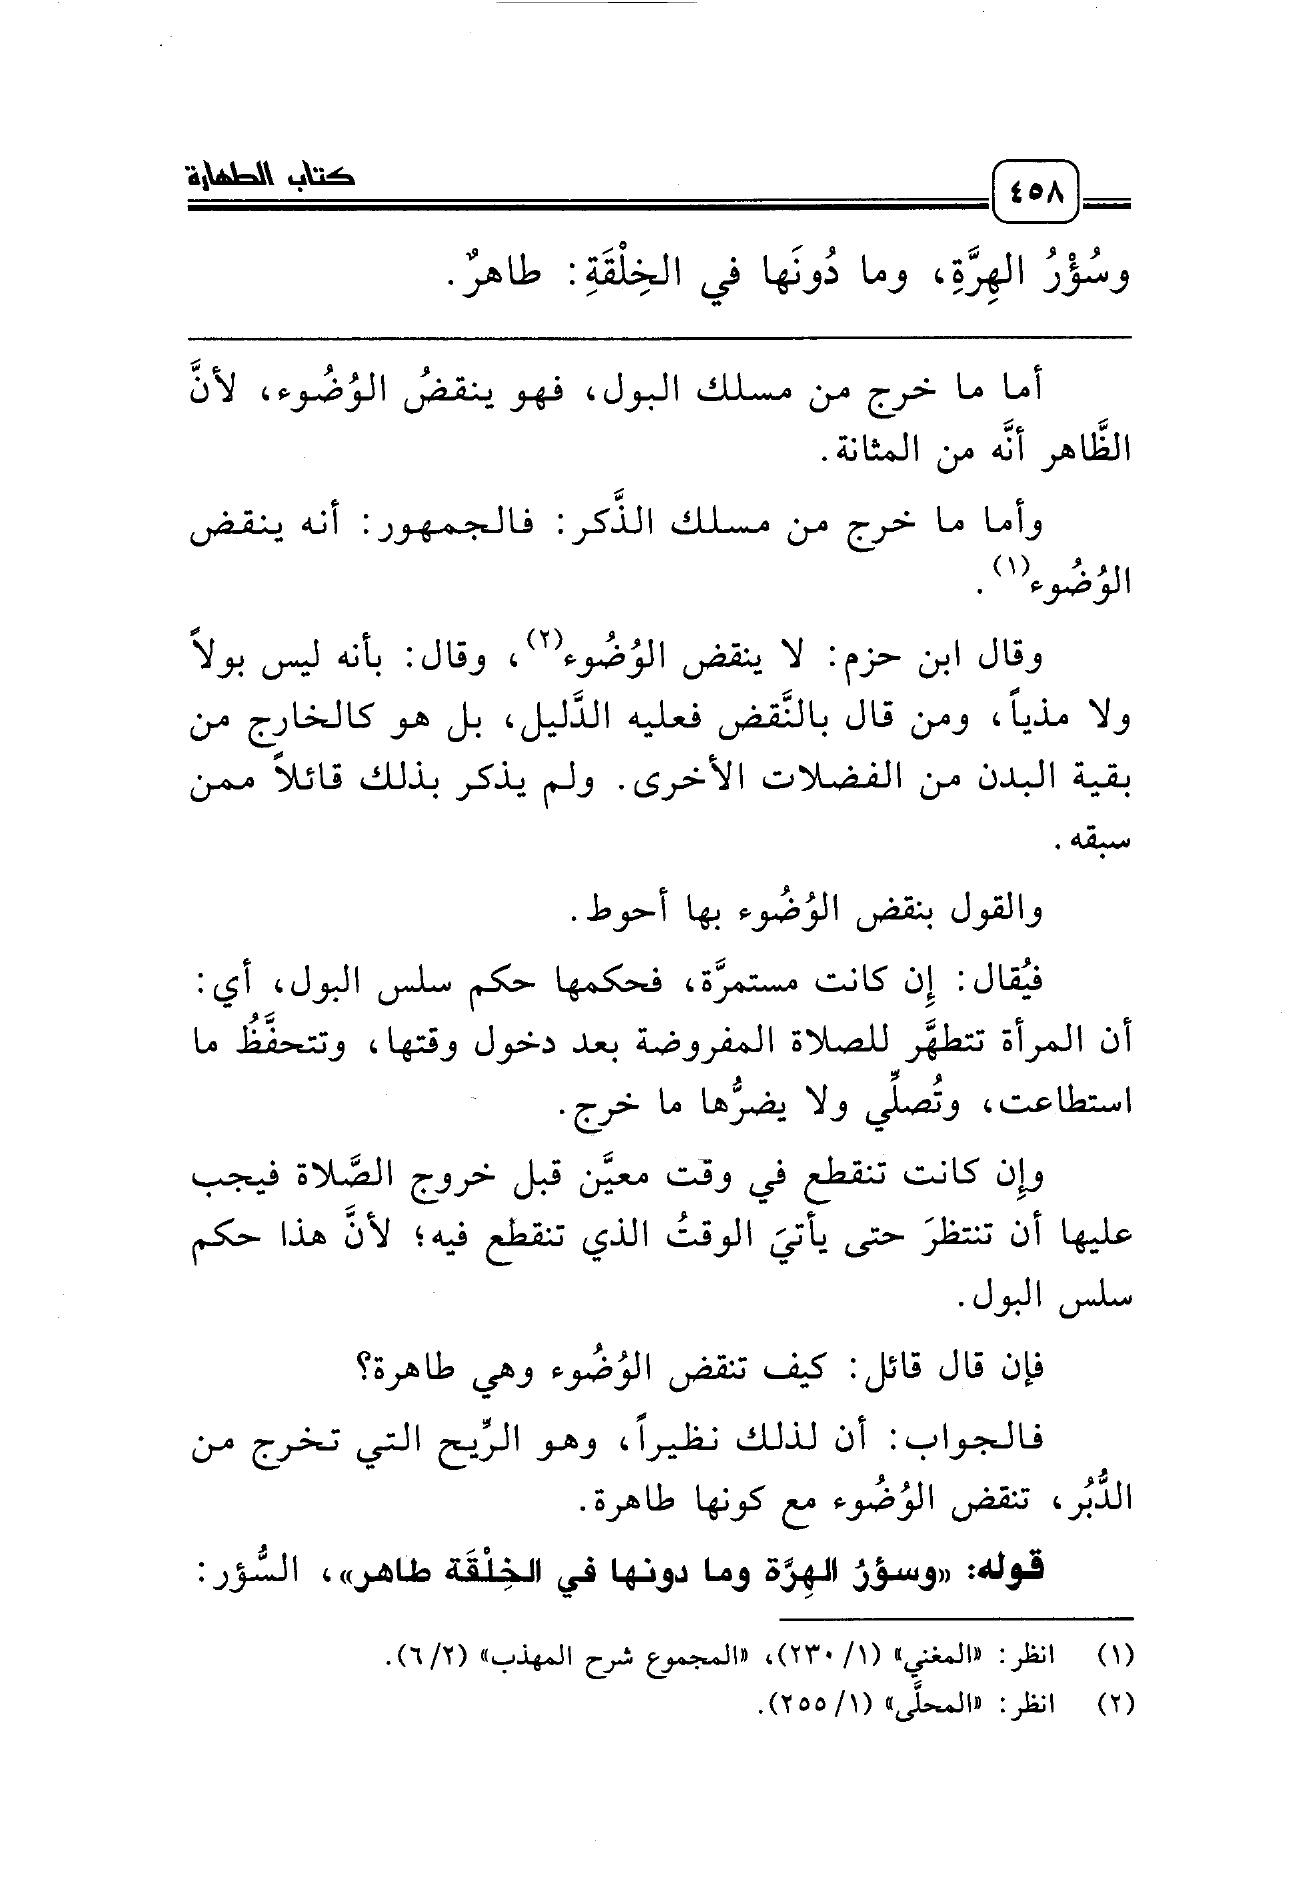 ٤٥٨
كتاب الطهارة
وسُؤْرُ الهِرَّةِ، وما دُونَها في الخِلْقَةِ: طاهرٌ.
أما ما خرج من مسلك البول، فهو ينقضُ الوُضُوء، لأنَّ
الظَّاهر أنَّه من المثانة.
وأما ما خرج من مسلك الذَّكر: فالجمهور: أنه ينقض
الوُضُوء(١).
وقال ابن حزم: لا ينقض الوُضُوء(٢)، وقال: بأنه ليس بولاً
ولا مذياً، ومن قال بالنَّقض فعليه الدَّليل، بل هو كالخارج من
بقية البدن من الفضلات الأخرى. ولم يذكر بذلك قائلاً ممن
سبقه.
والقول بنقض الوُضُوء بها أحوط.
فيُقال: إِن كانت مستمرَّة، فحكمها حكم سلس البول، أي:
أن المرأة تتطهَّر للصلاة المفروضة بعد دخول وقتها، وتتحفَّظُ ما
استطاعت، وتُصلِّي ولا يضرُّها ما خرج.
وإِن كانت تنقطع في وقت معيَّن قبل خروج الصَّلاة فيجب
عليها أن تنتظرَ حتى يأتيَ الوقتُ الذي تنقطع فيه؛ لأنَّ هذا حكم
سلس البول.
فإن قال قائل: كيف تنقض الوُضُوء وهي طاهرة؟
فالجواب: أن لذلك نظيراً، وهو الرِّيح التي تخرج من
الدُّبُر، تنقض الوُضُوء مع كونها طاهرة.
قوله: «وسؤرُ الهِرَّة وما دونها في الخِلْقَة طاهر»، السُّؤر:
(١) انظر: «المغني» (١/ ٢٣٠)، «المجموع شرح المهذب» (٢/ ٦).
(٢) انظر: «المحلَّى» (١/ ٢٥٥).